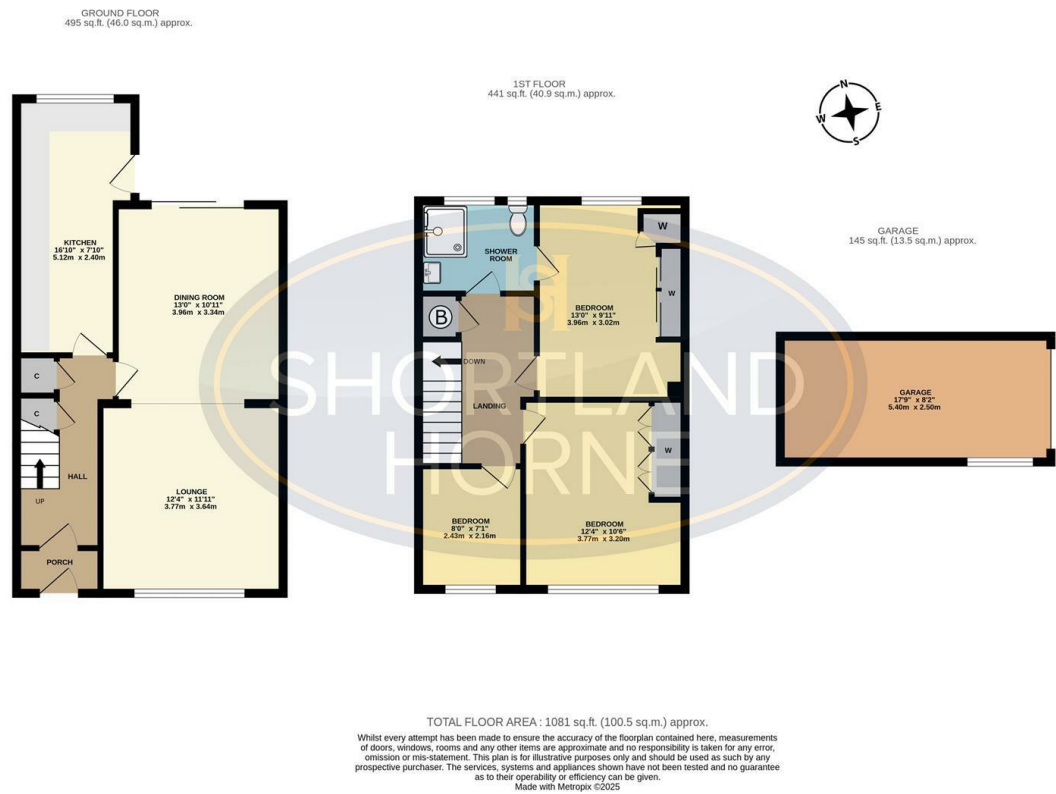 GROUND FLOOR
495 sq.ft. (46.0 sq.m.) approx.
KITCHEN
16'10" x 7'10"
5.12m x 2.40m
DINING ROOM
13'0" x 10'11"
3.96m x 3.34m
C
C
HALL
UP
LOUNGE
12'4" x 11'11"
3.77m x 3.64m
PORCH
1ST FLOOR
441 sq.ft. (40.9 sq.m.) approx.
SHOWER
ROOM
W
W
BEDROOM
13'0" x 9'11"
3.96m x 3.02m
B
DOWN
LANDING
W
BEDROOM
8'0" x 7'1"
2.43m x 2.16m
BEDROOM
12'4" x 10'6"
3.77m x 3.20m
N
E
S
W
GARAGE
145 sq.ft. (13.5 sq.m.) approx.
GARAGE
17'9" x 8'2"
5.40m x 2.50m
SHORTLAND
HORNE
TOTAL FLOOR AREA : 1081 sq.ft. (100.5 sq.m.) approx.
Whilst every attempt has been made to ensure the accuracy of the floorplan contained here, measurements
of doors, windows, rooms and any other items are approximate and no responsibility is taken for any error,
omission or mis-statement. This plan is for illustrative purposes only and should be used as such by any
prospective purchaser. The services, systems and appliances shown have not been tested and no guarantee
as to their operability or efficiency can be given.
Made with Metropix ©2025